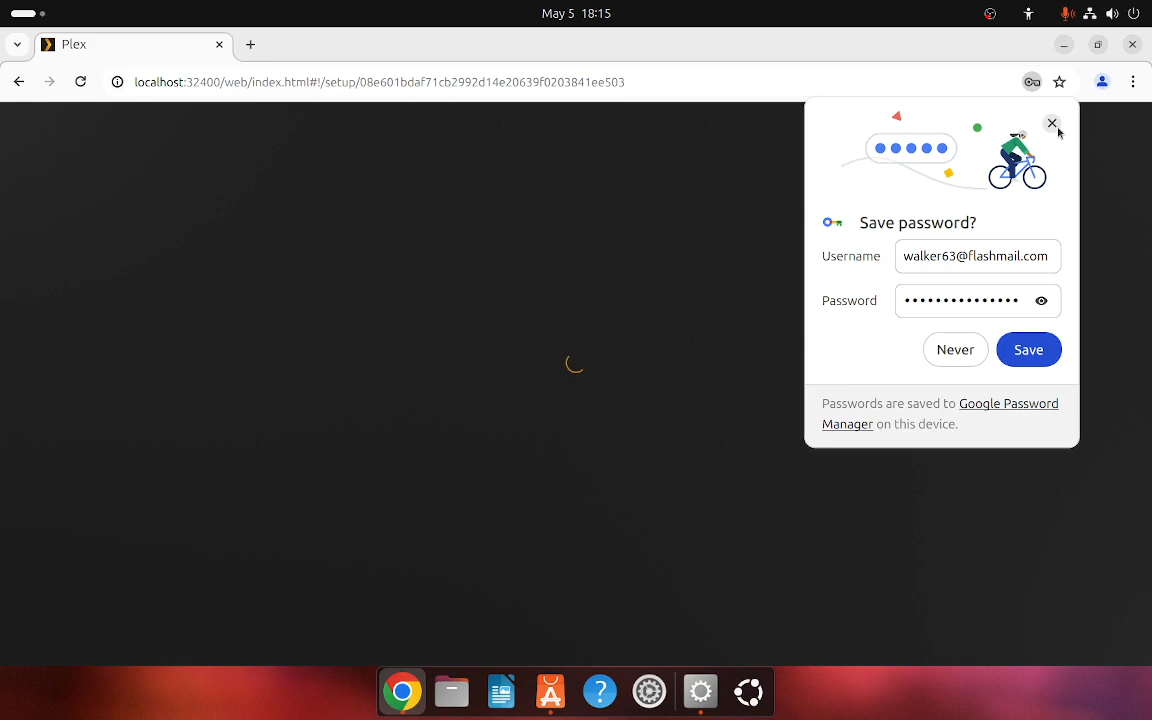 May 5 18:15
Plex
localhost:32400/web/index.html#!/setup/08e601bdaf71cb2992d14e20639f0203841ee503
Save password?
Username
walker63@flashmail.com
Password
•••••••••••••••
Never
Save
Passwords are saved to Google Password
Manager on this device.